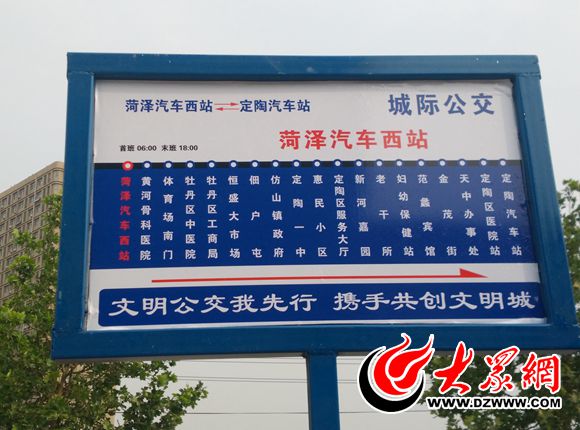 菏泽汽车西站⇌定陶汽车站
城际公交
首班 06:00 末班 18:00
菏泽汽车西站
菏泽汽车西站
黄河骨科医院
体育场南门
牡丹区中医院
牡丹区工商局
恒盛大市场
佃户屯
仿山镇政府
定陶一中
惠民小区
定陶区服务大厅
新河嘉园
老干所
妇幼保健站
范蠡宾馆
金茂街
天中办事处
定陶区医院
定陶汽车站
文明公交我先行 携手共创文明城
大众網
WWW.DZWWW.COM